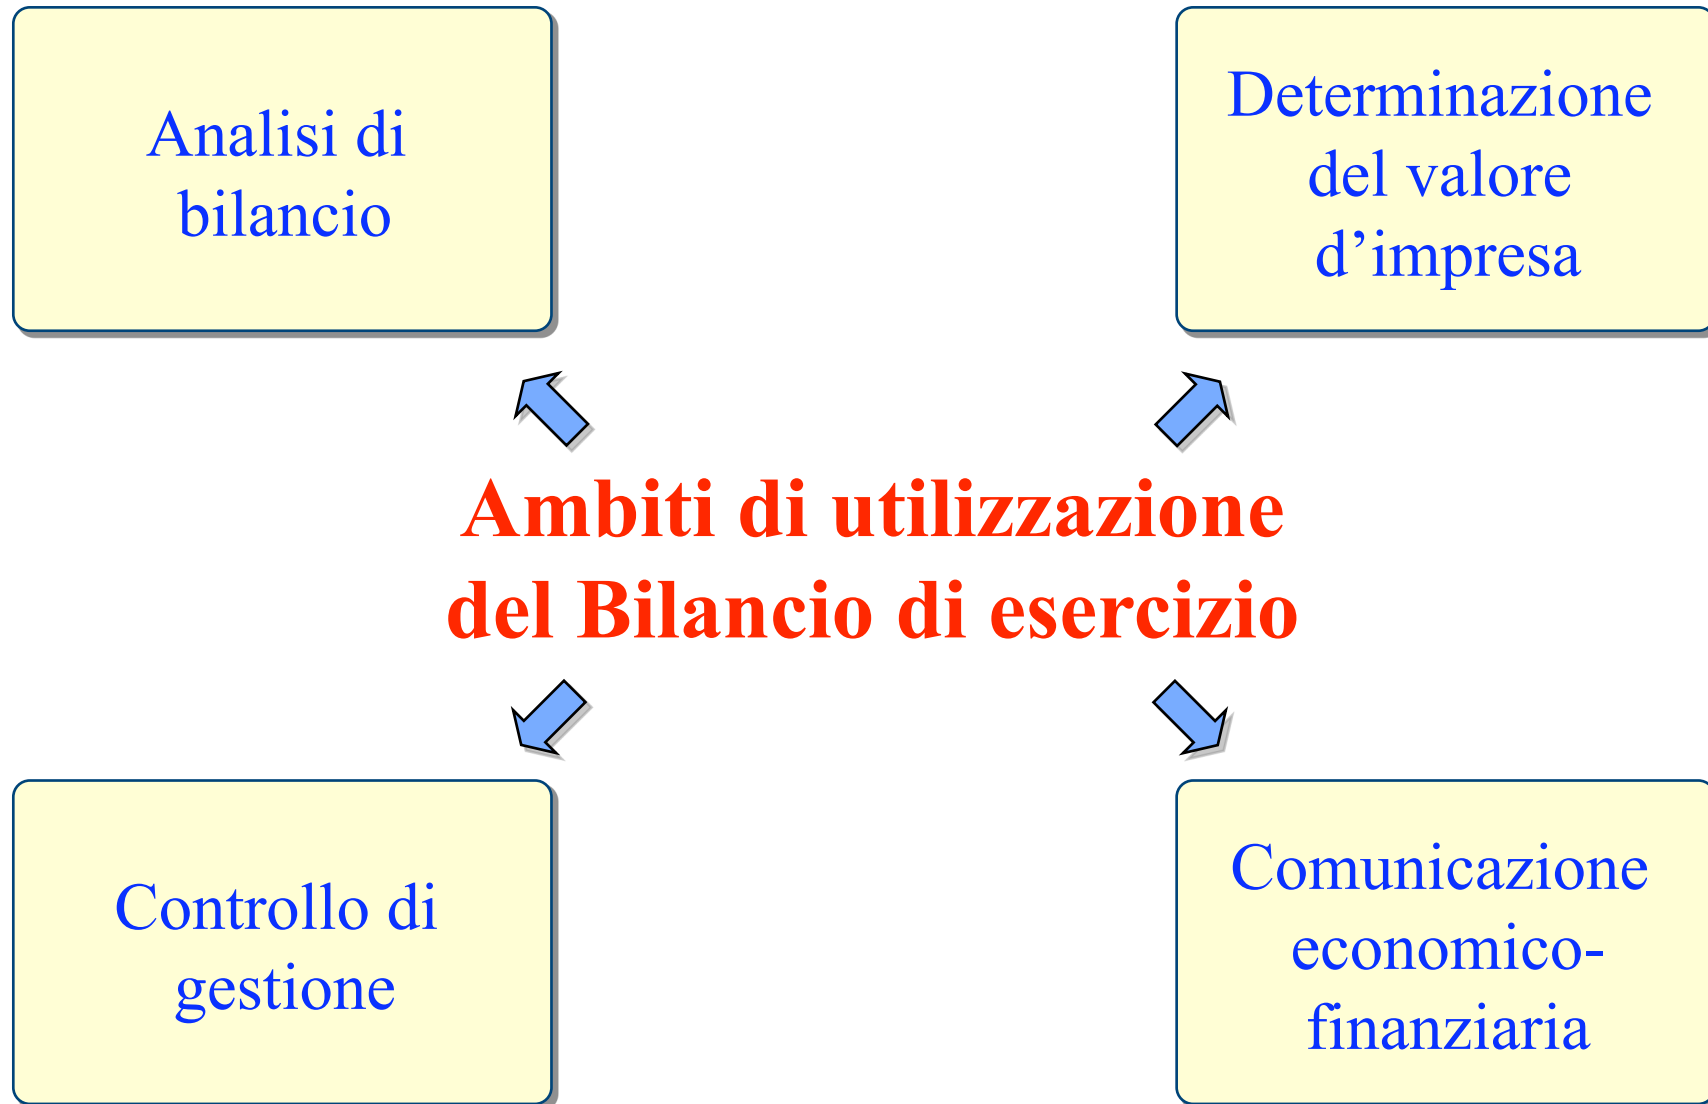 Analisi di
bilancio
Determinazione
del valore
d’impresa
Ambiti di utilizzazione
del Bilancio di esercizio
Controllo di
gestione
Comunicazione
economico-
finanziaria